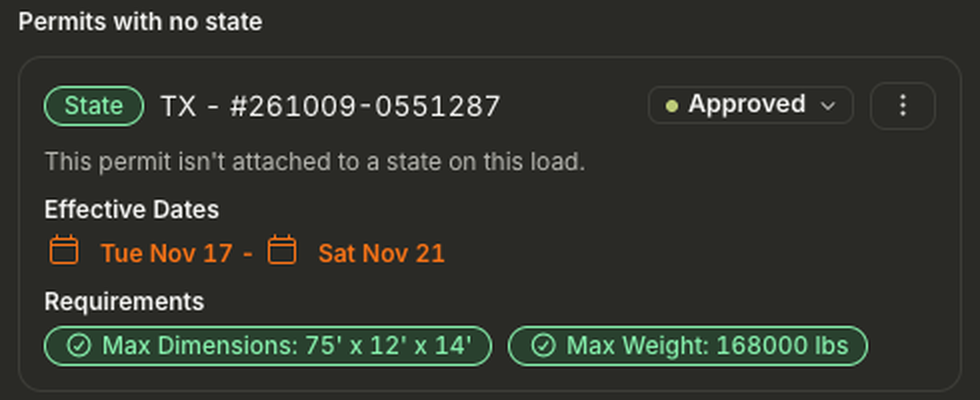 Permits with no state
State TX - #261009-0551287 Approved
This permit isn't attached to a state on this load.
Effective Dates
Tue Nov 17 - Sat Nov 21
Requirements
Max Dimensions: 75' x 12' x 14' Max Weight: 168000 lbs